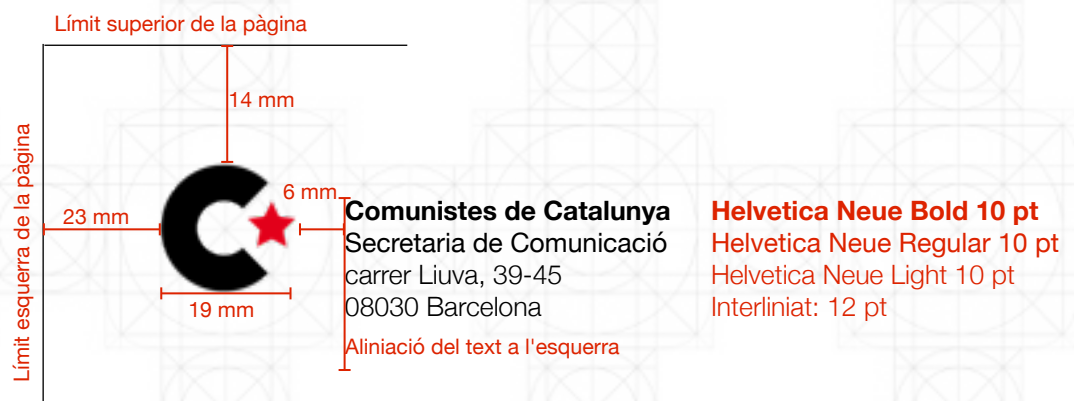 Límit superior de la pàgina
14 mm
Límit esquerra de la pàgina
6 mm
23 mm
Comunistes de Catalunya
Helvetica Neue Bold 10 pt
Secretaria de Comunicació
Helvetica Neue Regular 10 pt
carrer Liuva, 39-45
Helvetica Neue Light 10 pt
19 mm
08030 Barcelona
Interliniat: 12 pt
Aliniació del text a l'esquerra